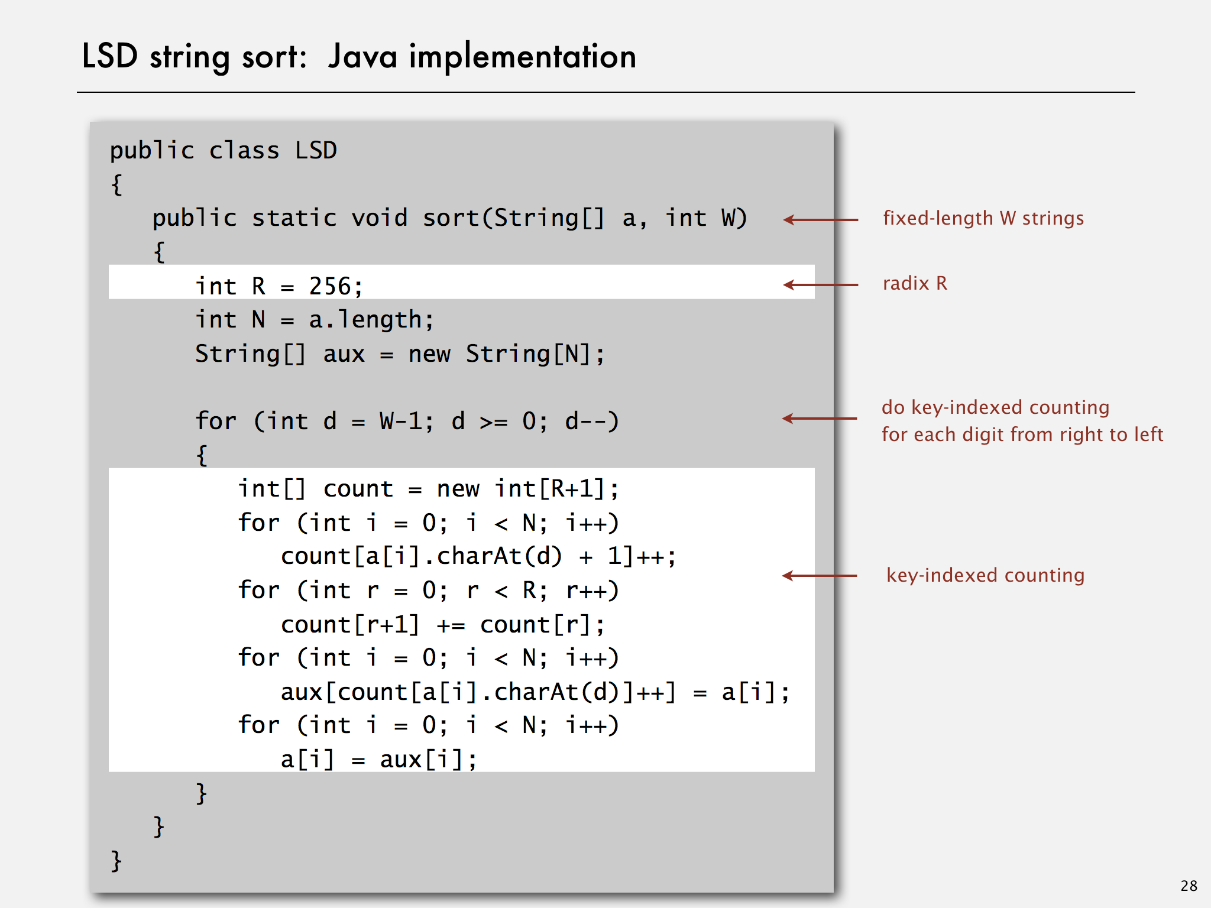 LSD string sort:  Java implementation
public class LSD
{
   public static void sort(String[] a, int W)
fixed-length W strings
   {
      int R = 256;
radix R
      int N = a.length;
      String[] aux = new String[N];
      for (int d = W-1; d >= 0; d--)
do key-indexed counting
for each digit from right to left
      {
         int[] count = new int[R+1];
         for (int i = 0; i < N; i++)
            count[a[i].charAt(d) + 1]++;
         for (int r = 0; r < R; r++)
key-indexed counting
            count[r+1] += count[r];
         for (int i = 0; i < N; i++)
            aux[count[a[i].charAt(d)]++] = a[i];
         for (int i = 0; i < N; i++)
            a[i] = aux[i];
      }
   }
}
28